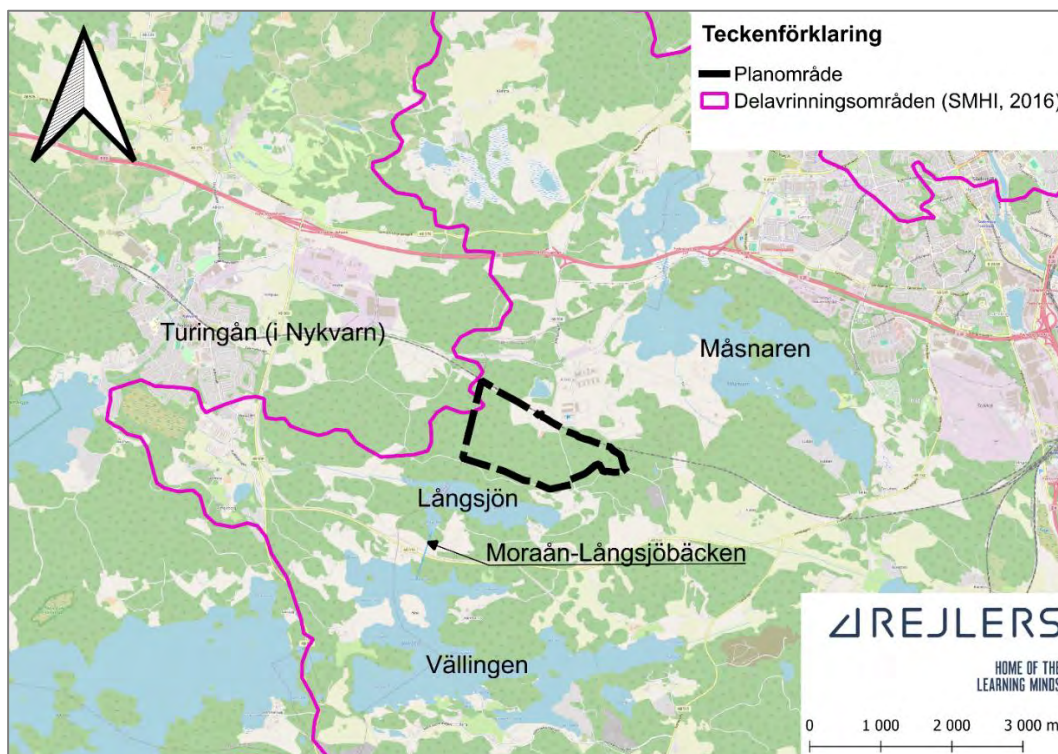 Teckenförklaring
Planområde
Delavrinningsområden (SMHI, 2016)
Turingån (i Nykvarn)
Måsnaren
Långsjön
Moraån-Långsjöbäcken
Vällingen
REJLERS
HOME OF THE
LEARNING MINDS
0 1 000 2 000 3 000 m